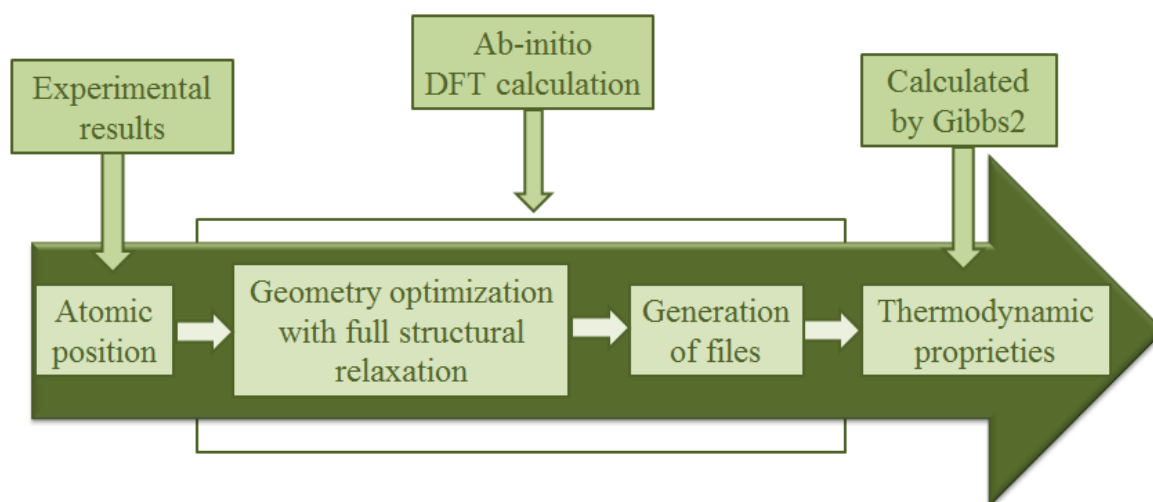 Experimental
results
Ab-initio
DFT calculation
Calculated
by Gibbs2
Atomic
position
Geometry optimization
with full structural
relaxation
Generation
of files
Thermodynamic
proprieties